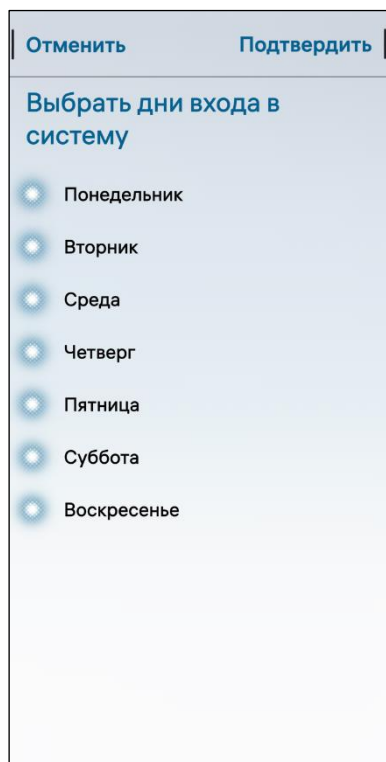 Отменить Подтвердить
Выбрать дни входа в
систему
Понедельник
Вторник
Среда
Четверг
Пятница
Суббота
Воскресенье